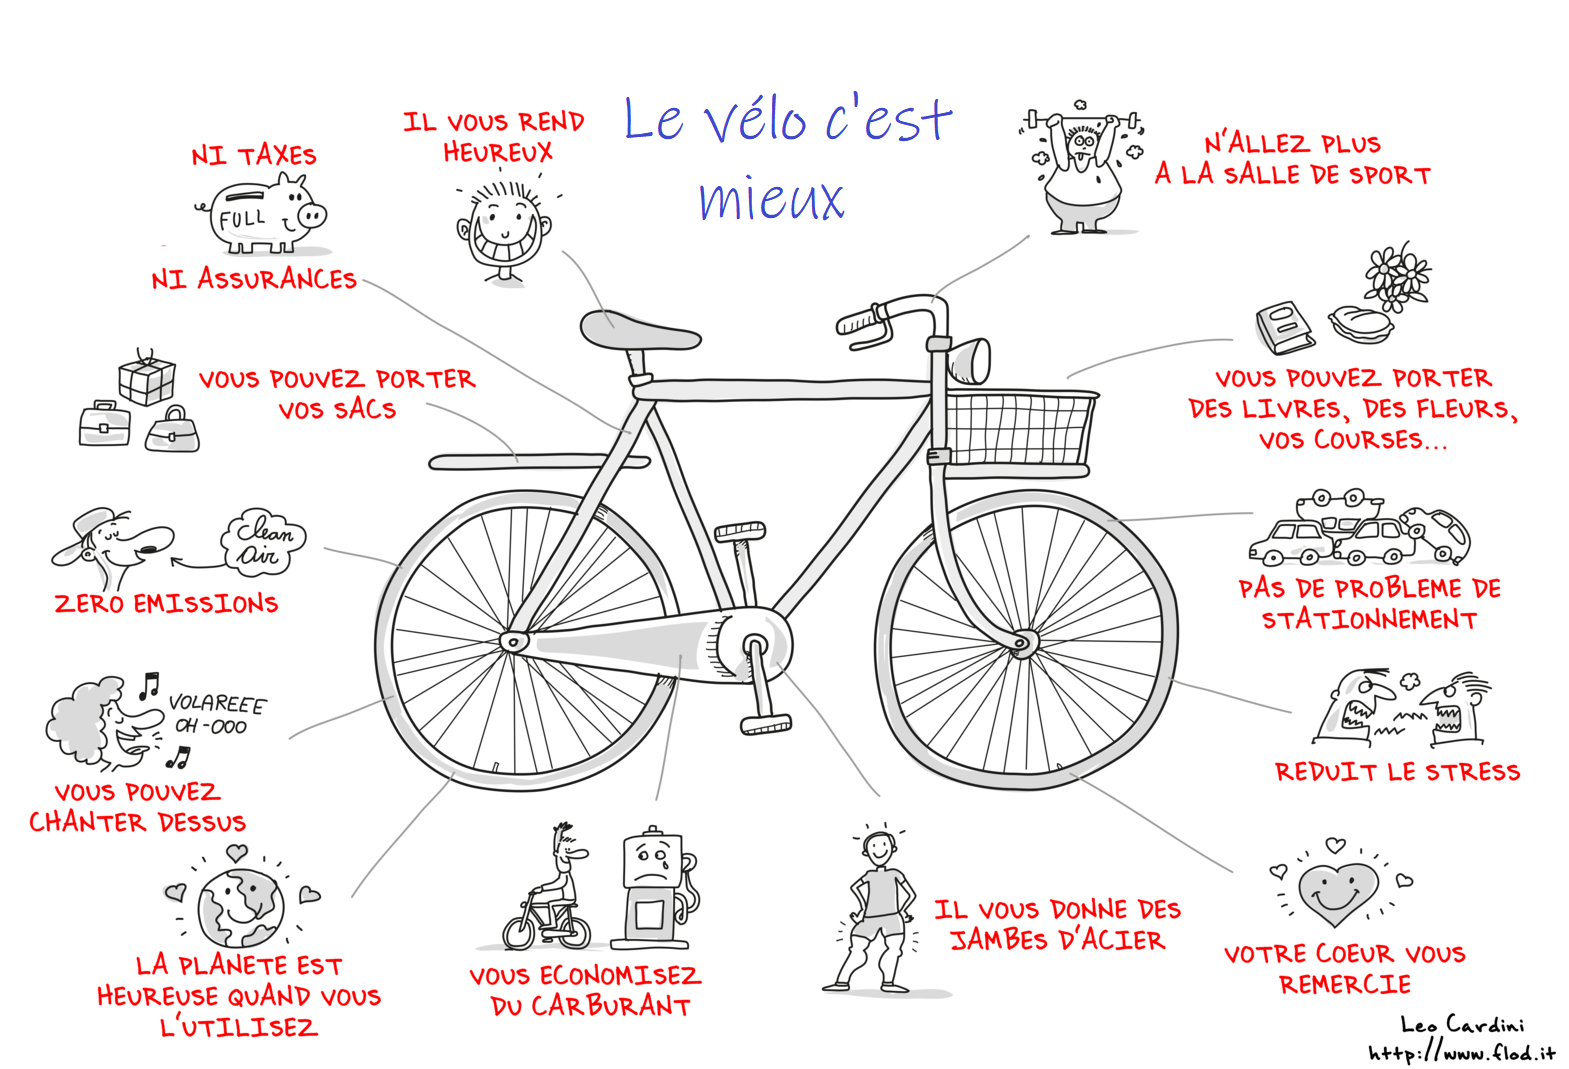 Le vélo c'est
mieux
IL VOUS REND
HEUREUX
NI TAXES
FULL
NI ASSURANCES
N'ALLEZ PLUS
A LA SALLE DE SPORT
VOUS POUVEZ PORTER
VOS SACS
VOUS POUVEZ PORTER
DES LIVRES, DES FLEURS,
VOS COURSES...
clean
air
ZERO EMISSIONS
PAS DE PROBLEME DE
STATIONNEMENT
VOLAREEE
OH-OOO
VOUS POUVEZ
CHANTER DESSUS
REDUIT LE STRESS
LA PLANETE EST
HEUREUSE QUAND VOUS
L'UTILISEZ
VOUS ECONOMISEZ
DU CARBURANT
IL VOUS DONNE DES
JAMBES D'ACIER
VOTRE COEUR VOUS
REMERCIE
Leo Cardini
http://www.flod.it